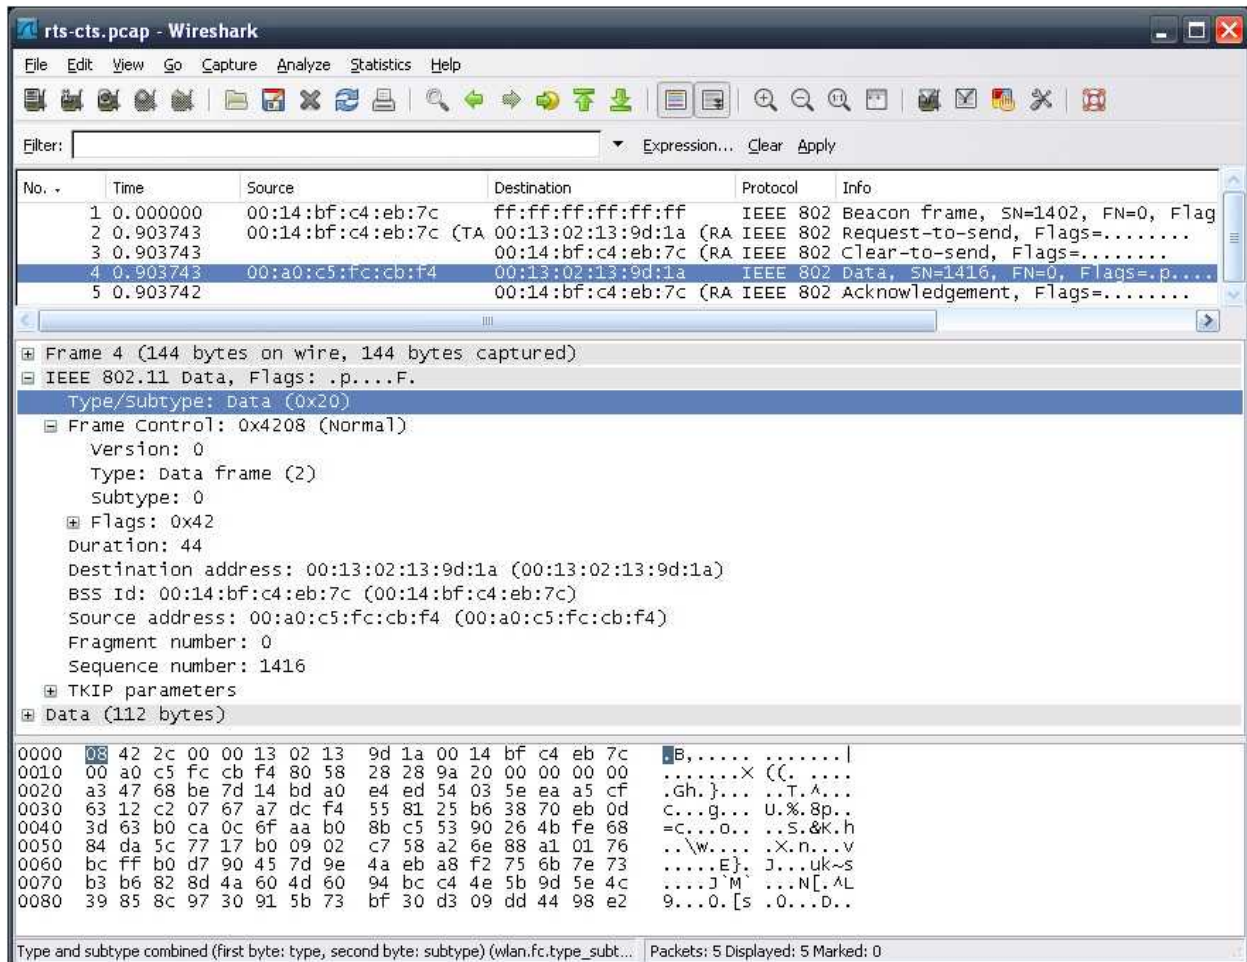 rts-cts.pcap - Wireshark
File Edit View Go Capture Analyze Statistics Help
Filter: Expression... Clear Apply
No. - Time Source Destination Protocol Info
1 0.000000 00:14:bf:c4:eb:7c ff:ff:ff:ff:ff:ff IEEE 802 Beacon frame, SN=1402, FN=0, Flag
2 0.903743 00:14:bf:c4:eb:7c (TA 00:13:02:13:9d:1a (RA IEEE 802 Request-to-send, Flags=........
3 0.903743 00:14:bf:c4:eb:7c (RA IEEE 802 Clear-to-send, Flags=........
4 0.903743 00:a0:c5:fc:cb:f4 00:13:02:13:9d:1a IEEE 802 Data, SN=1416, FN=0, Flags=.p....
5 0.903742 00:14:bf:c4:eb:7c (RA IEEE 802 Acknowledgement, Flags=........
Frame 4 (144 bytes on wire, 144 bytes captured)
IEEE 802.11 Data, Flags: .p....F.
Type/Subtype: Data (0x20)
Frame Control: 0x4208 (Normal)
Version: 0
Type: Data frame (2)
Subtype: 0
Flags: 0x42
Duration: 44
Destination address: 00:13:02:13:9d:1a (00:13:02:13:9d:1a)
BSS Id: 00:14:bf:c4:eb:7c (00:14:bf:c4:eb:7c)
Source address: 00:a0:c5:fc:cb:f4 (00:a0:c5:fc:cb:f4)
Fragment number: 0
Sequence number: 1416
TKIP parameters
Data (112 bytes)
0000 08 42 2c 00 00 13 02 13 9d 1a 00 14 bf c4 eb 7c .B,..... .......|
0010 00 a0 c5 fc cb f4 80 58 28 28 9a 20 00 00 00 00 .......X ((. ....
0020 a3 47 68 be 7d 14 bd a0 e4 ed 54 03 5e ea a5 cf .Gh.}... ..T.^...
0030 63 12 c2 07 67 a7 dc f4 55 81 25 b6 38 70 eb 0d c...g... U.%.8p..
0040 3d 63 b0 ca 0c 6f aa b0 8b c5 53 90 26 4b fe 68 =c...o.. ..S.&K.h
0050 84 da 5c 77 17 b0 09 02 c7 58 a2 6e 88 a1 01 76 ..\w.... .X.n...v
0060 bc ff b0 d7 90 45 7d 9e 4a eb a8 f2 75 6b 7e 73 .....E}. J...uk~s
0070 b3 b6 82 8d 4a 60 4d 60 94 bc c4 4e 5b 9d 5e 4c ....J`M` ...N[.^L
0080 39 85 8c 97 30 91 5b 73 bf 30 d3 09 dd 44 98 e2 9...0.[s .0...D..
Type and subtype combined (first byte: type, second byte: subtype) (wlan.fc.type_subt... Packets: 5 Displayed: 5 Marked: 0